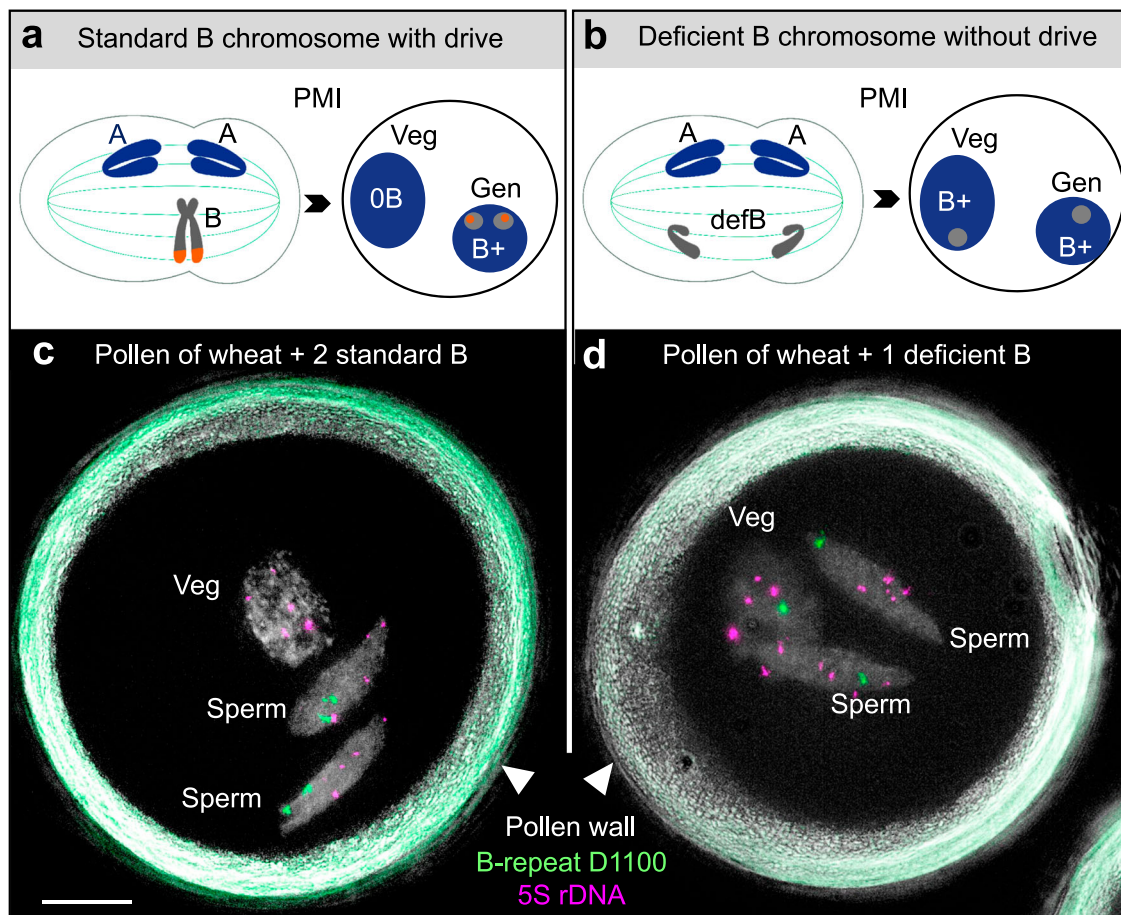 a Standard B chromosome with drive
PMI
A
A
B
Veg
0B
Gen
B+
b Deficient B chromosome without drive
PMI
A
A
defB
Veg
B+
Gen
B+
c Pollen of wheat + 2 standard B
Veg
Sperm
Sperm
d Pollen of wheat + 1 deficient B
Veg
Sperm
Sperm
Pollen wall
B-repeat D1100
5S rDNA